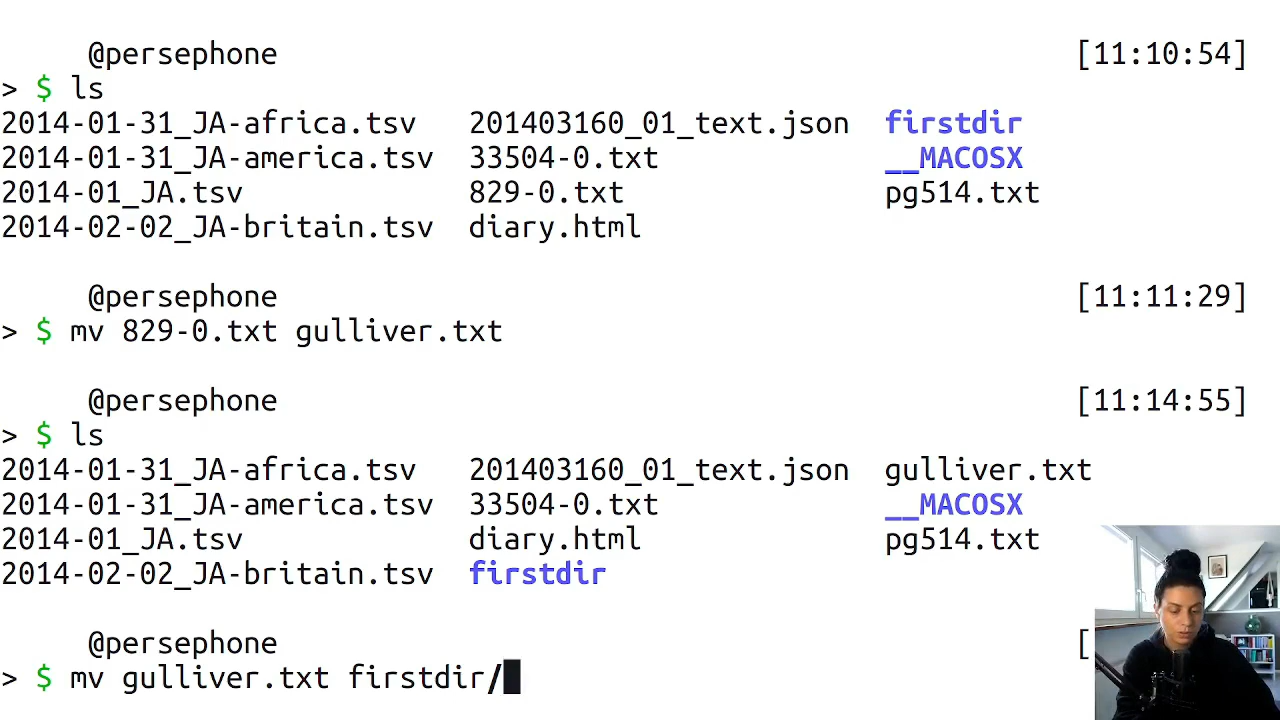 @persephone [11:10:54]
> $ ls
2014-01-31_JA-africa.tsv 201403160_01_text.json firstdir
2014-01-31_JA-america.tsv 33504-0.txt __MACOSX
2014-01_JA.tsv 829-0.txt pg514.txt
2014-02-02_JA-britain.tsv diary.html
@persephone [11:11:29]
> $ mv 829-0.txt gulliver.txt
@persephone [11:14:55]
> $ ls
2014-01-31_JA-africa.tsv 201403160_01_text.json gulliver.txt
2014-01-31_JA-america.tsv 33504-0.txt __MACOSX
2014-01_JA.tsv diary.html pg514.txt
2014-02-02_JA-britain.tsv firstdir
@persephone [
> $ mv gulliver.txt firstdir/